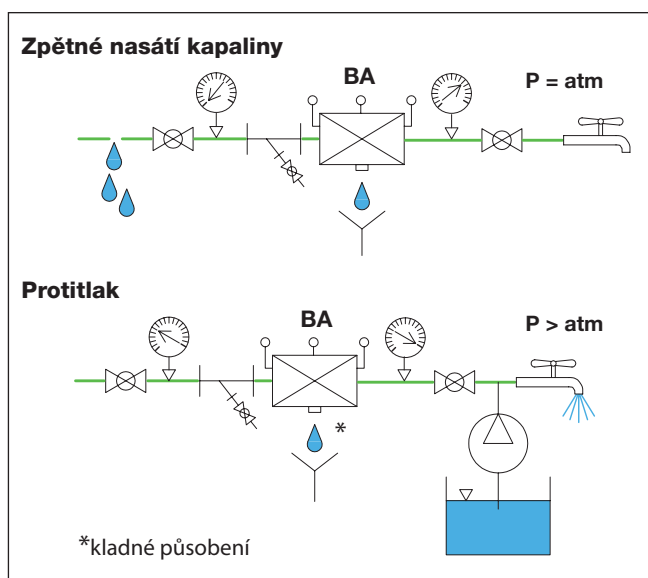 Zpětné nasátí kapaliny
BA
P = atm
Protitlak
BA
P > atm
*
*kladné působení